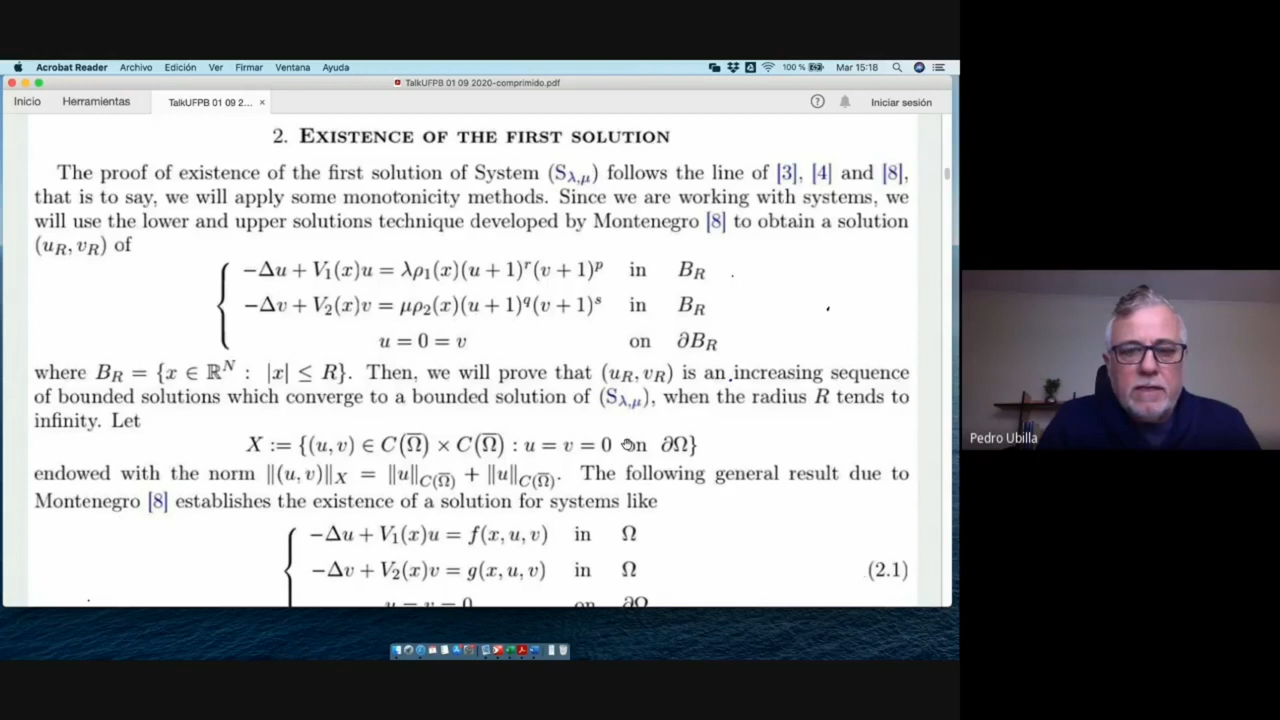 Acrobat Reader Archivo Edición Ver Firmar Ventana Ayuda 100 % Mar 15:18
TalkUFPB 01 09 2020-comprimido.pdf
Inicio Herramientas TalkUFPB 01 09 2... × Iniciar sesión
2. Existence of the first solution
The proof of existence of the first solution of System (S_{λ,μ}) follows the line of [3], [4] and [8],
that is to say, we will apply some monotonicity methods. Since we are working with systems, we
will use the lower and upper solutions technique developed by Montenegro [8] to obtain a solution
(u_R, v_R) of
−Δu + V₁(x)u = λρ₁(x)(u + 1)^r(v + 1)^p in B_R
−Δv + V₂(x)v = μρ₂(x)(u + 1)^q(v + 1)^s in B_R
u = 0 = v on ∂B_R
where B_R = {x ∈ ℝ^N : |x| ≤ R}. Then, we will prove that (u_R, v_R) is an increasing sequence
of bounded solutions which converge to a bounded solution of (S_{λ,μ}), when the radius R tends to
infinity. Let
X := {(u, v) ∈ C(Ω̅) × C(Ω̅) : u = v = 0 on ∂Ω}
endowed with the norm ‖(u, v)‖_X = ‖u‖_{C(Ω̅)} + ‖u‖_{C(Ω̅)}. The following general result due to
Montenegro [8] establishes the existence of a solution for systems like
−Δu + V₁(x)u = f(x, u, v) in Ω
−Δv + V₂(x)v = g(x, u, v) in Ω (2.1)
u = v = 0 on ∂Ω
Pedro Ubilla